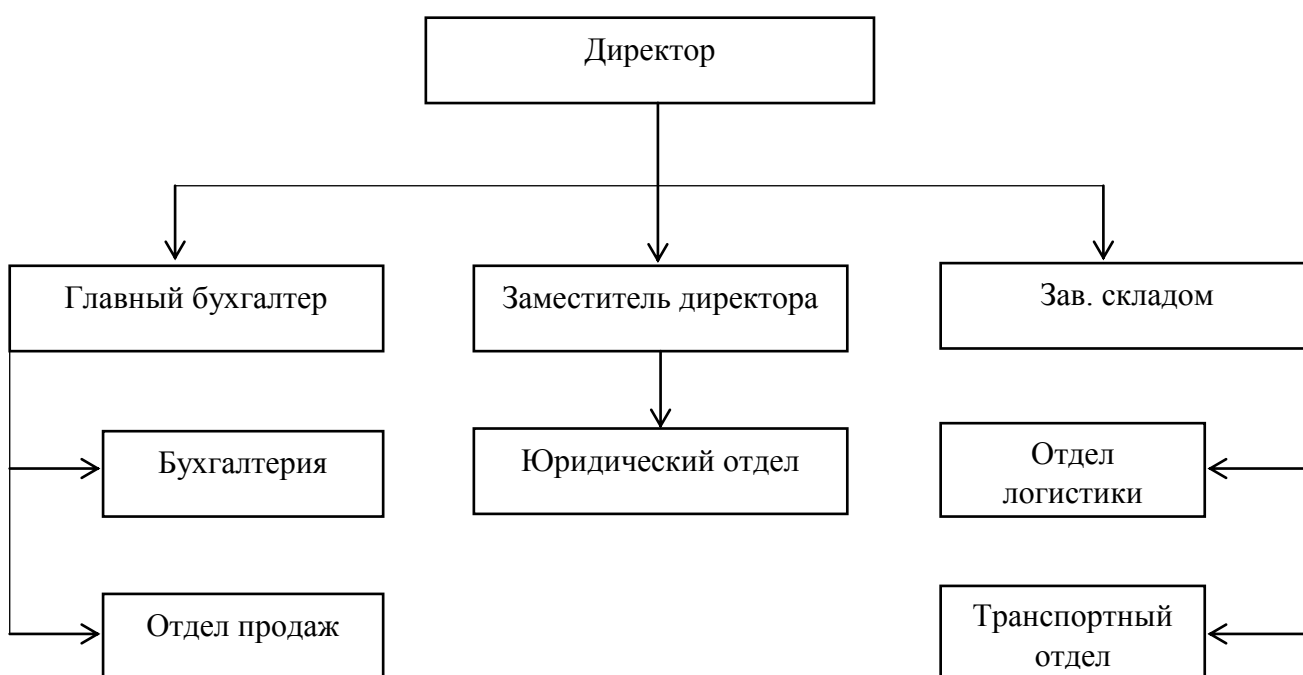 Директор
Главный бухгалтер
Заместитель директора
Зав. складом
Бухгалтерия
Юридический отдел
Отдел
логистики
Отдел продаж
Транспортный
отдел